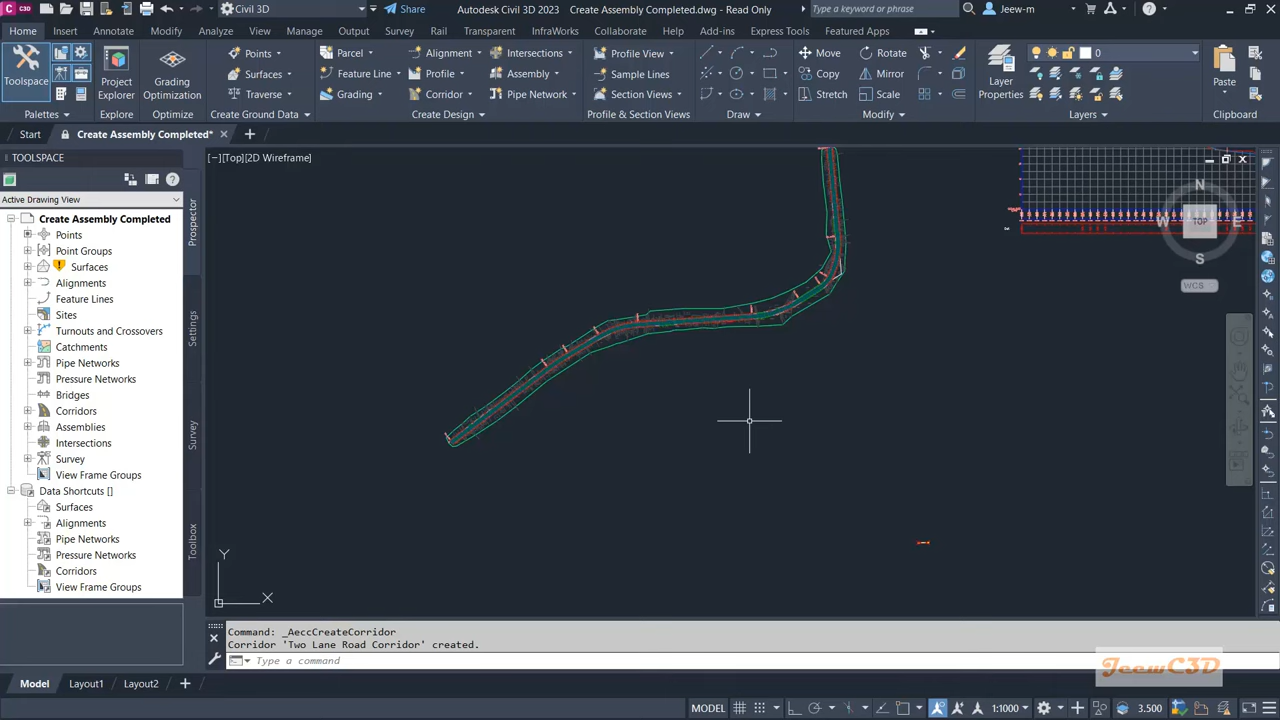 C3D
Civil 3D
Share
Autodesk Civil 3D 2023
Create Assembly Completed.dwg - Read Only
Type a keyword or phrase
Jeew-m
Home
Insert
Annotate
Modify
Analyze
View
Manage
Output
Survey
Rail
Transparent
InfraWorks
Collaborate
Help
Add-ins
Express Tools
Featured Apps
Toolspace
Project
Explorer
Grading
Optimization
Points
Surfaces
Traverse
Parcel
Feature Line
Grading
Alignment
Profile
Corridor
Intersections
Assembly
Pipe Network
Profile View
Sample Lines
Section Views
Move
Copy
Stretch
Rotate
Mirror
Scale
Layer
Properties
0
Paste
Palettes
Explore
Optimize
Create Ground Data
Create Design
Profile & Section Views
Draw
Modify
Layers
Clipboard
Start
Create Assembly Completed*
TOOLSPACE
[−][Top][2D Wireframe]
Active Drawing View
Create Assembly Completed
Points
Point Groups
Surfaces
Alignments
Feature Lines
Sites
Turnouts and Crossovers
Catchments
Pipe Networks
Pressure Networks
Bridges
Corridors
Assemblies
Intersections
Survey
View Frame Groups
Data Shortcuts []
Surfaces
Alignments
Pipe Networks
Pressure Networks
Corridors
View Frame Groups
Prospector
Settings
Survey
Toolbox
N
W
TOP
E
S
WCS
Y
X
Command: _AeccCreateCorridor
Corridor 'Two Lane Road Corridor' created.
Type a command
JeewC3D
Model
Layout1
Layout2
MODEL
1:1000
3.500